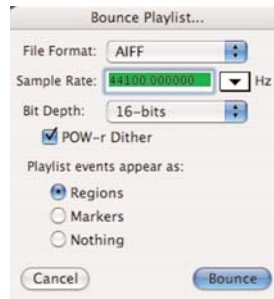 Bounce Playlist...
File Format: AIFF
Sample Rate: 44100.000000 Hz
Bit Depth: 16-bits
POW-r Dither
Playlist events appear as:
Regions
Markers
Nothing
Cancel Bounce